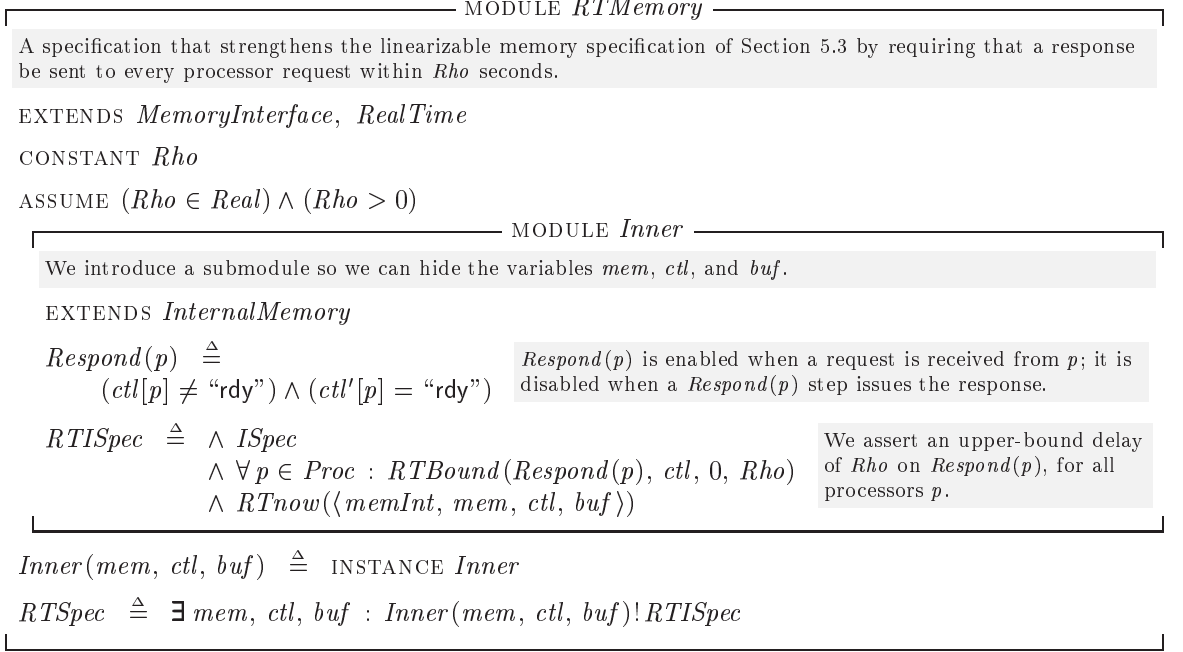 MODULE RTMemory
A specification that strengthens the linearizable memory specification of Section 5.3 by requiring that a response
be sent to every processor request within Rho seconds.
EXTENDS MemoryInterface, RealTime
CONSTANT Rho
ASSUME (Rho ∈ Real) ∧ (Rho > 0)
MODULE Inner
We introduce a submodule so we can hide the variables mem, ctl, and buf.
EXTENDS InternalMemory
Respond(p) ≜
(ctl[p] ≠ “rdy”) ∧ (ctl′[p] = “rdy”)
Respond(p) is enabled when a request is received from p; it is
disabled when a Respond(p) step issues the response.
RTISpec ≜ ∧ ISpec
∧ ∀ p ∈ Proc : RTBound(Respond(p), ctl, 0, Rho)
∧ RTnow(⟨memInt, mem, ctl, buf⟩)
We assert an upper-bound delay
of Rho on Respond(p), for all
processors p.
Inner(mem, ctl, buf) ≜ INSTANCE Inner
RTSpec ≜ ∃ mem, ctl, buf : Inner(mem, ctl, buf)!RTISpec